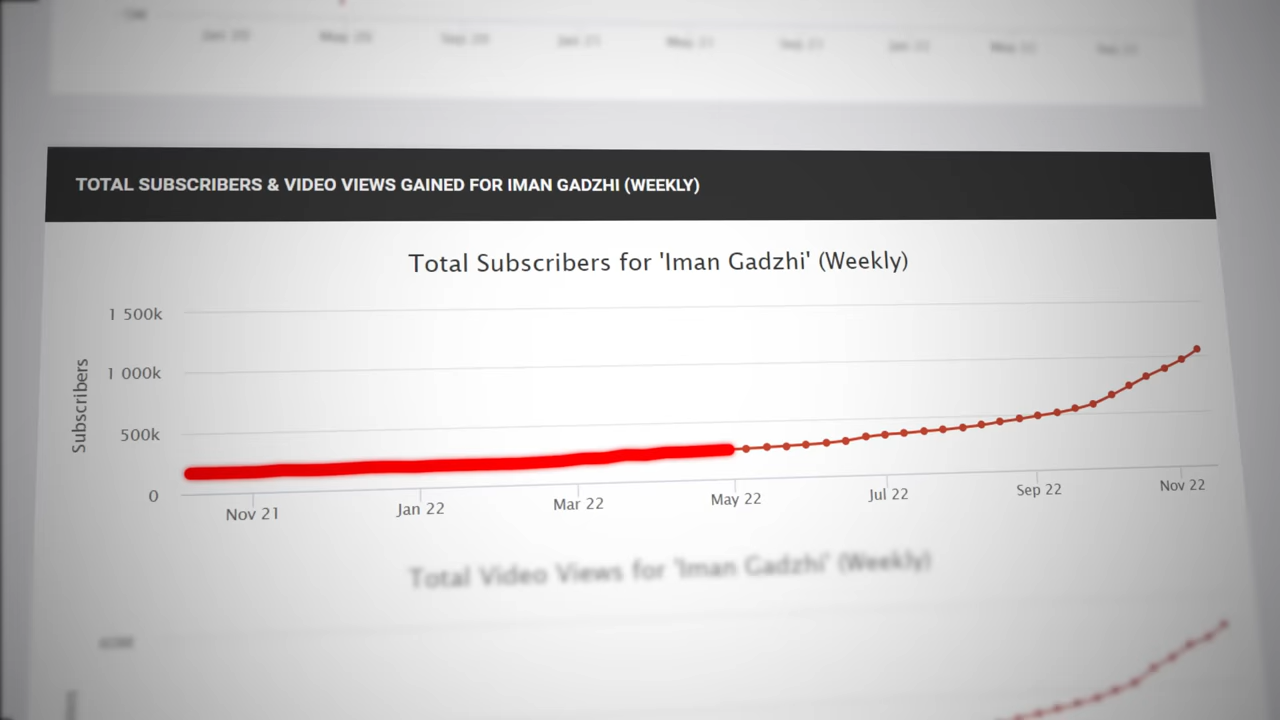 TOTAL SUBSCRIBERS & VIDEO VIEWS GAINED FOR IMAN GADZHI (WEEKLY)
Total Subscribers for 'Iman Gadzhi' (Weekly)
1 500k
1 000k
500k
0
Subscribers
Nov 21 Jan 22 Mar 22 May 22 Jul 22 Sep 22 Nov 22
Total Video Views for 'Iman Gadzhi' (Weekly)